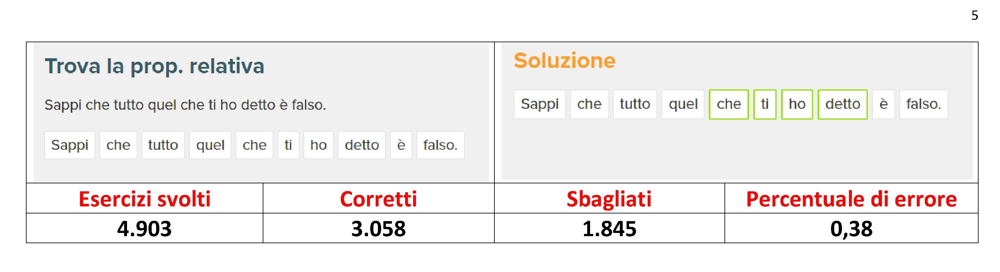 5
Trova la prop. relativa
Sappi che tutto quel che ti ho detto è falso.
Sappi che tutto quel che ti ho detto è falso.
Soluzione
Sappi che tutto quel che ti ho detto è falso.
Esercizi svolti Corretti Sbagliati Percentuale di errore
4.903 3.058 1.845 0,38